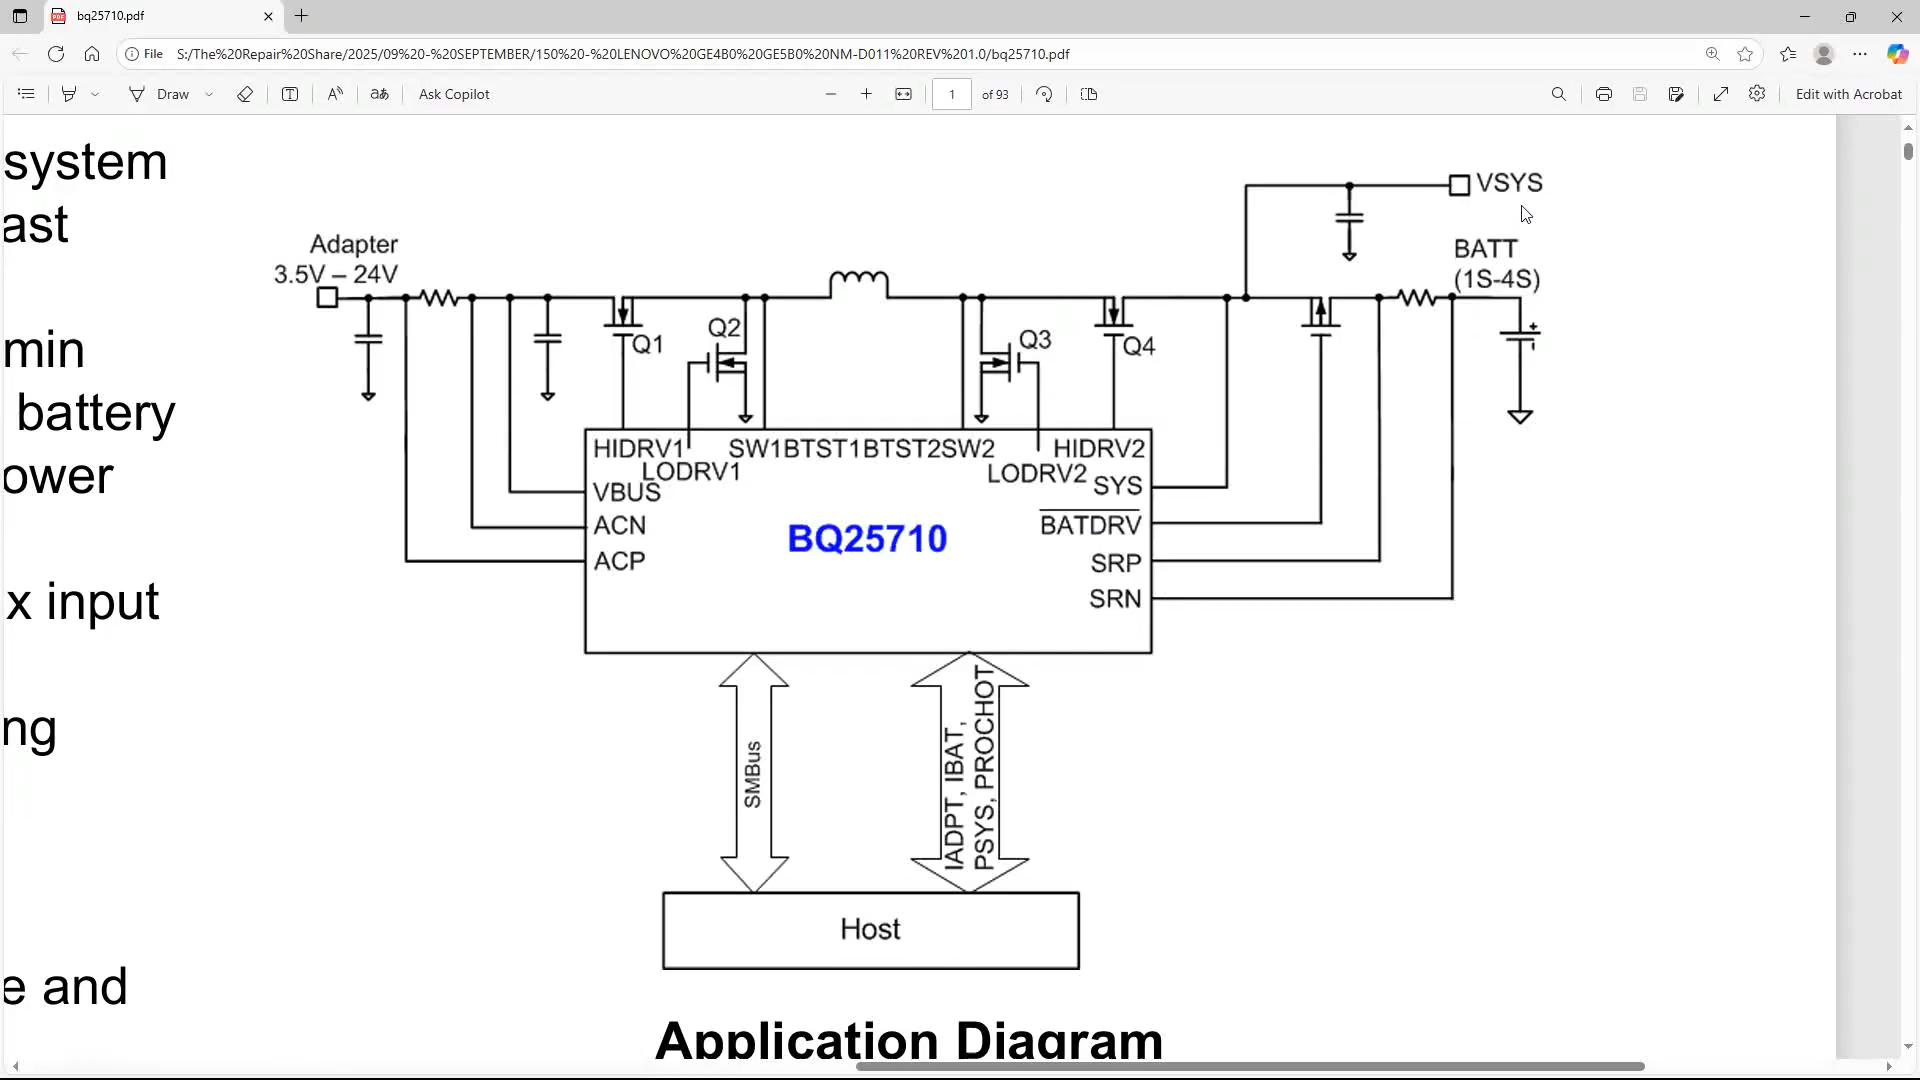 bq25710.pdf
File S:/The%20Repair%20Share/2025/09%20-%20SEPTEMBER/150%20-%20LENOVO%20GE4B0%20GE5B0%20NM-D011%20REV%201.0/bq25710.pdf
Draw
aあ
Ask Copilot
1 of 93
Edit with Acrobat
system
ast
min
battery
ower
x input
ng
e and
VSYS
Adapter
3.5V – 24V
BATT
(1S-4S)
Q1
Q2
Q3
Q4
HIDRV1 SW1 BTST1 BTST2 SW2 HIDRV2
LODRV1 LODRV2
VBUS SYS
ACN BATDRV
BQ25710
ACP SRP
SRN
SMBus
IADPT, IBAT,
PSYS, PROCHOT
Host
Application Diagram